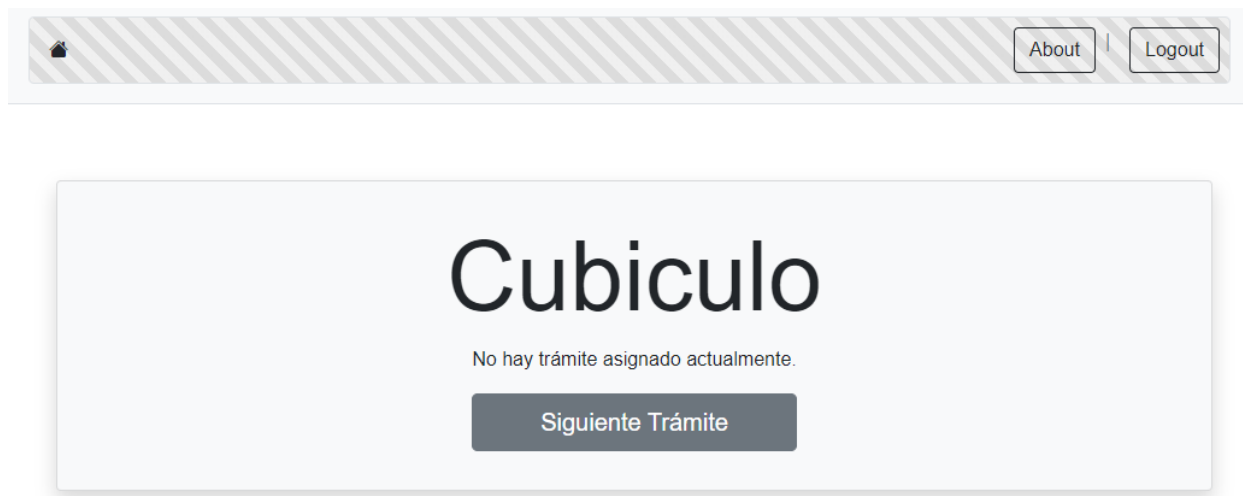 About | Logout
Cubiculo
No hay trámite asignado actualmente.
Siguiente Trámite